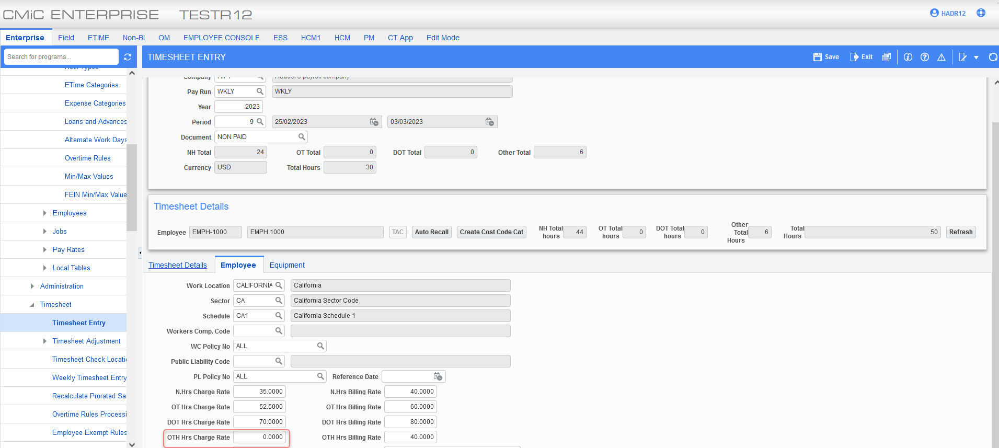 CMiC ENTERPRISE TESTR12
HADR12
Enterprise Field ETIME Non-BI OM EMPLOYEE CONSOLE ESS HCM1 HCM PM CT App Edit Mode
Search for programs...
TIMESHEET ENTRY
Save Exit
ETime Categories
Expense Categories
Loans and Advances
Alternate Work Days
Overtime Rules
Min/Max Values
FEIN Min/Max Value
Employees
Jobs
Pay Rates
Local Tables
Administration
Timesheet
Timesheet Entry
Timesheet Adjustment
Timesheet Check Locati
Weekly Timesheet Entry
Recalculate Prorated Sa
Overtime Rules Processi
Employee Exempt Rules
Company
Pay Run WKLY WKLY
Year 2023
Period 9 25/02/2023 03/03/2023
Document NON PAID
NH Total 24 OT Total 0 DOT Total 0 Other Total 6
Currency USD Total Hours 30
Timesheet Details
Employee EMPH-1000 EMPH 1000 TAC Auto Recall Create Cost Code Cat NH Total hours 44 OT Total hours 0 DOT Total hours 0 Other Total Hours 6 Total Hours 50 Refresh
Timesheet Details Employee Equipment
Work Location CALIFORNIA California
Sector CA California Sector Code
Schedule CA1 California Schedule 1
Workers Comp. Code
WC Policy No ALL
Public Liability Code
PL Policy No ALL Reference Date
N.Hrs Charge Rate 35.0000 N.Hrs Billing Rate 40.0000
OT Hrs Charge Rate 52.5000 OT Hrs Billing Rate 60.0000
DOT Hrs Charge Rate 70.0000 DOT Hrs Billing Rate 80.0000
OTH Hrs Charge Rate 0.0000 OTH Hrs Billing Rate 40.0000